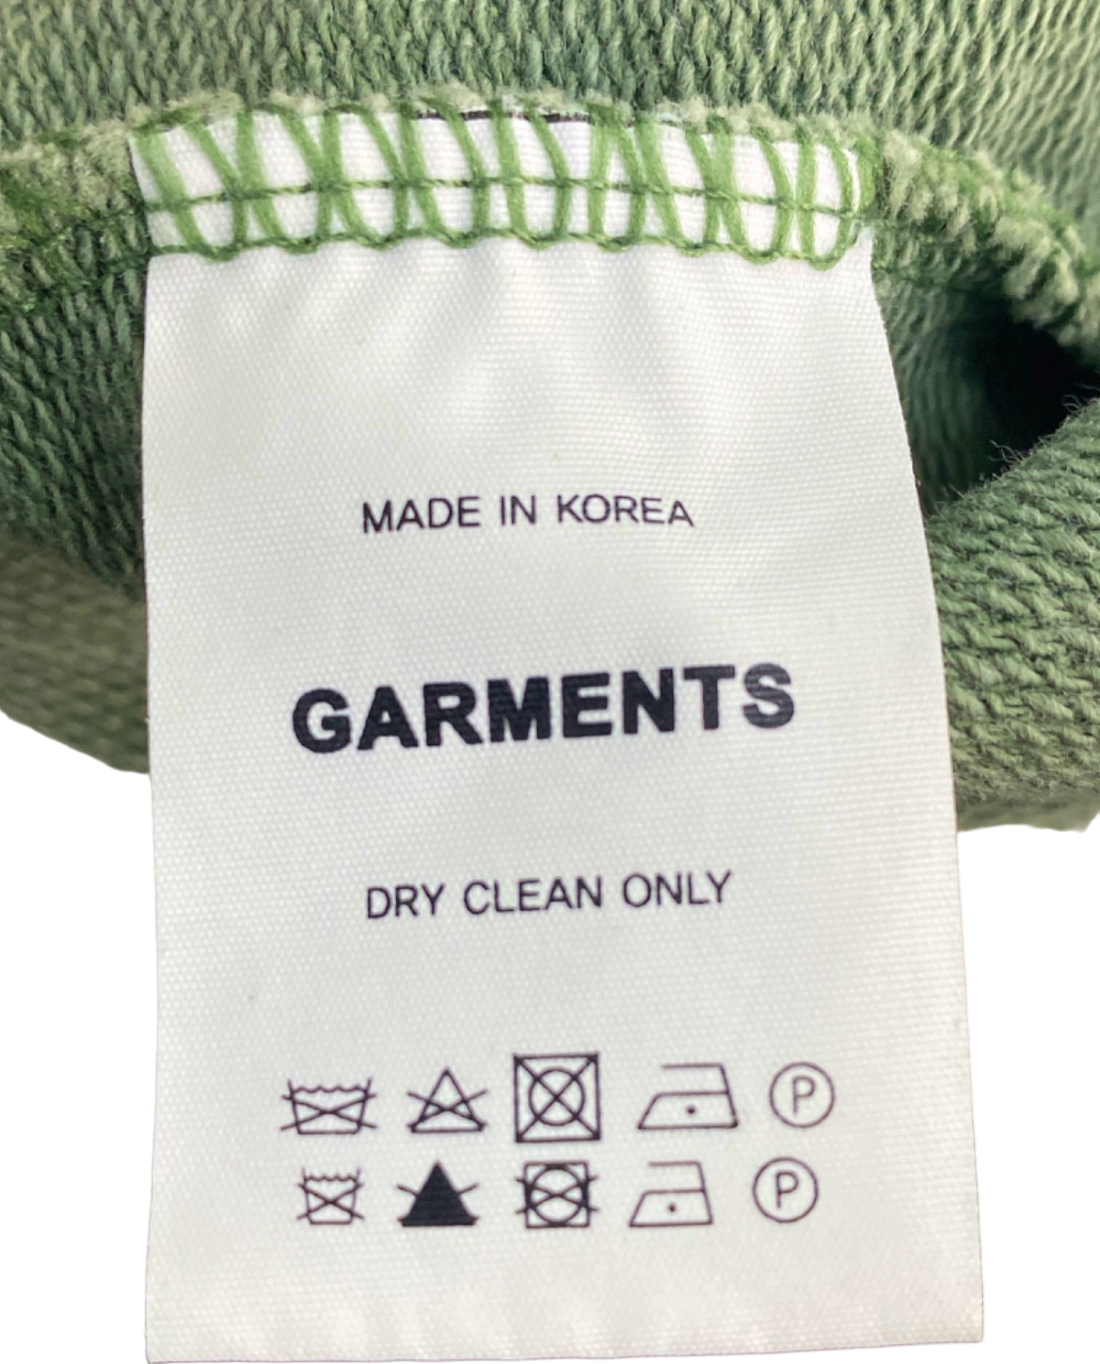 MADE IN KOREA
GARMENTS
DRY CLEAN ONLY
P
P